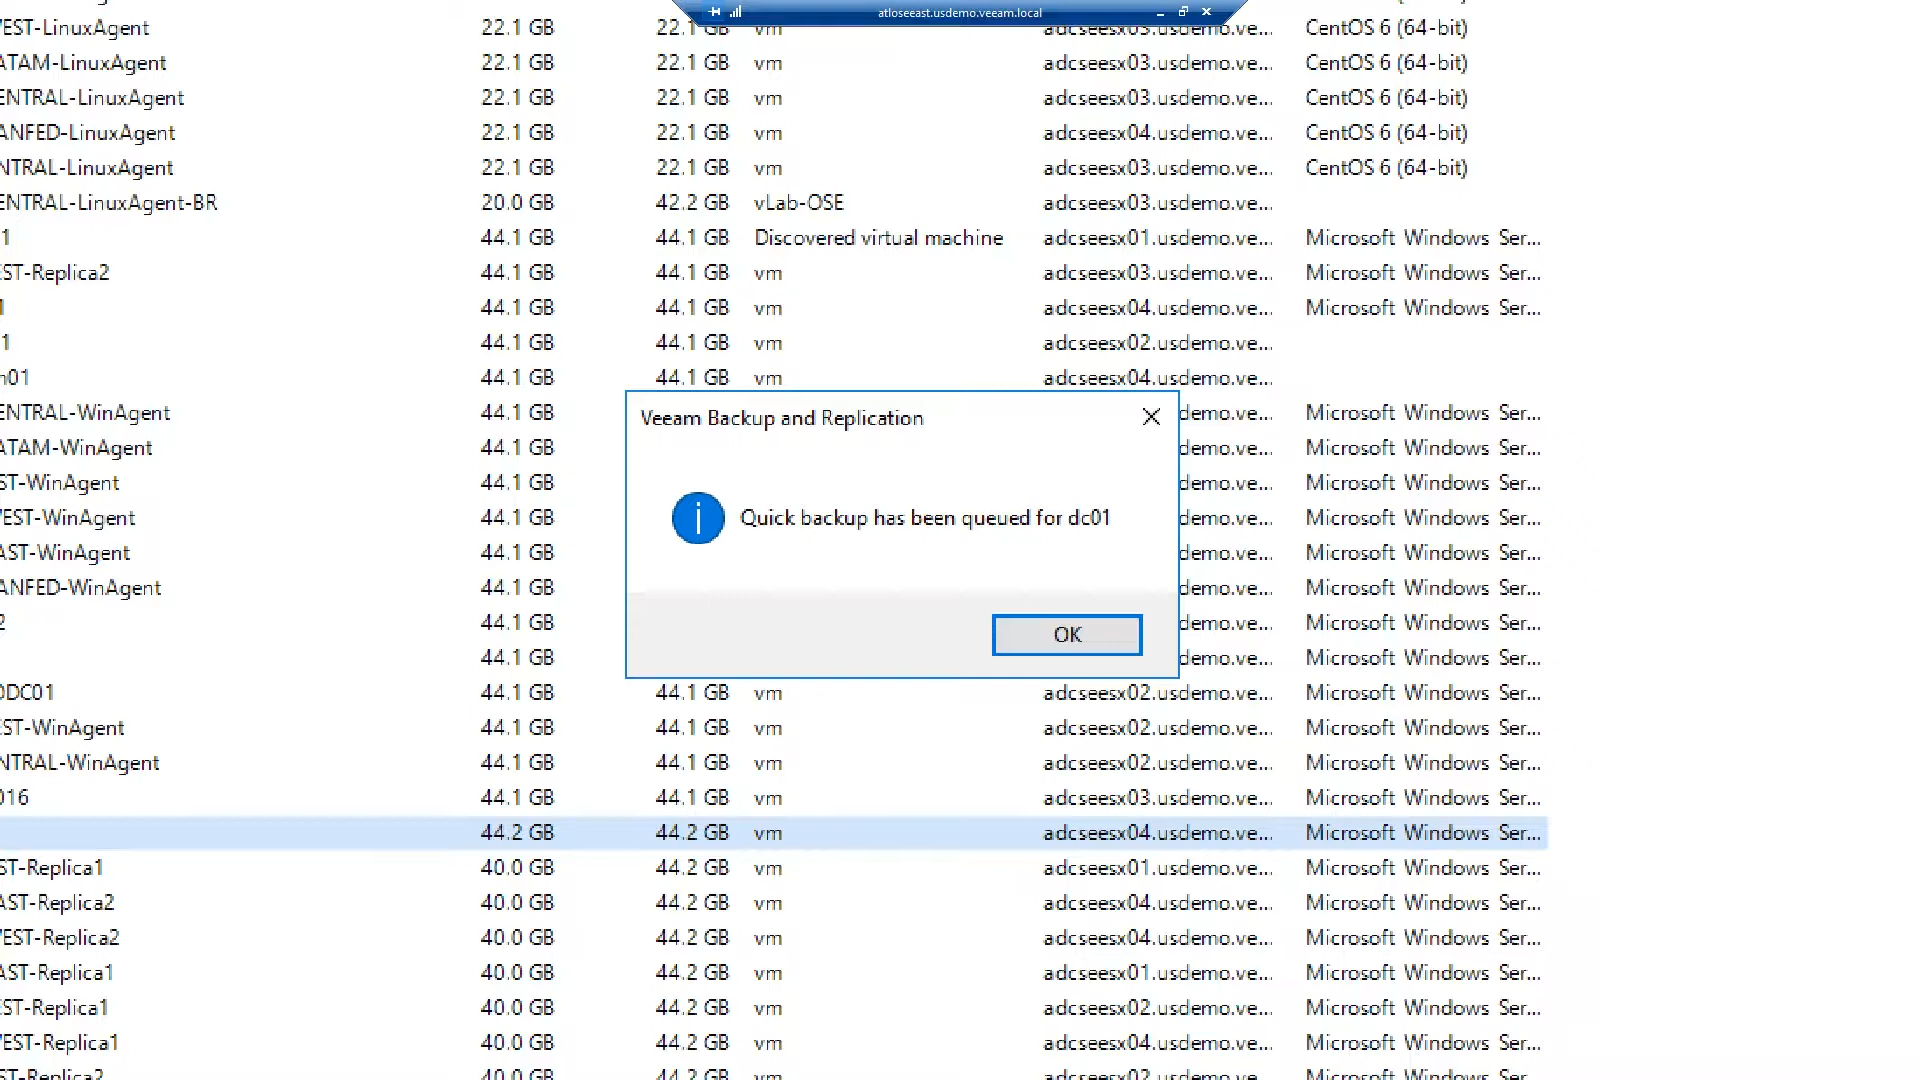 atloseeast.usdemo.veeam.local
EST-LinuxAgent 22.1 GB 22.1 GB vm adcseesx03.usdemo.ve... CentOS 6 (64-bit)
ATAM-LinuxAgent 22.1 GB 22.1 GB vm adcseesx03.usdemo.ve... CentOS 6 (64-bit)
ENTRAL-LinuxAgent 22.1 GB 22.1 GB vm adcseesx03.usdemo.ve... CentOS 6 (64-bit)
ANFED-LinuxAgent 22.1 GB 22.1 GB vm adcseesx04.usdemo.ve... CentOS 6 (64-bit)
NTRAL-LinuxAgent 22.1 GB 22.1 GB vm adcseesx03.usdemo.ve... CentOS 6 (64-bit)
ENTRAL-LinuxAgent-BR 20.0 GB 42.2 GB vLab-OSE adcseesx03.usdemo.ve...
1 44.1 GB 44.1 GB Discovered virtual machine adcseesx01.usdemo.ve... Microsoft Windows Ser...
EST-Replica2 44.1 GB 44.1 GB vm adcseesx03.usdemo.ve... Microsoft Windows Ser...
1 44.1 GB 44.1 GB vm adcseesx04.usdemo.ve... Microsoft Windows Ser...
1 44.1 GB 44.1 GB vm adcseesx02.usdemo.ve...
n01 44.1 GB 44.1 GB vm adcseesx04.usdemo.ve...
ENTRAL-WinAgent 44.1 GB demo.ve... Microsoft Windows Ser...
Veeam Backup and Replication
ATAM-WinAgent 44.1 GB demo.ve... Microsoft Windows Ser...
ST-WinAgent 44.1 GB demo.ve... Microsoft Windows Ser...
EST-WinAgent 44.1 GB demo.ve... Microsoft Windows Ser...
Quick backup has been queued for dc01
AST-WinAgent 44.1 GB demo.ve... Microsoft Windows Ser...
ANFED-WinAgent 44.1 GB demo.ve... Microsoft Windows Ser...
2 44.1 GB demo.ve... Microsoft Windows Ser...
OK
44.1 GB demo.ve... Microsoft Windows Ser...
DC01 44.1 GB 44.1 GB vm adcseesx02.usdemo.ve... Microsoft Windows Ser...
EST-WinAgent 44.1 GB 44.1 GB vm adcseesx02.usdemo.ve... Microsoft Windows Ser...
NTRAL-WinAgent 44.1 GB 44.1 GB vm adcseesx02.usdemo.ve... Microsoft Windows Ser...
016 44.1 GB 44.1 GB vm adcseesx03.usdemo.ve... Microsoft Windows Ser...
44.2 GB 44.2 GB vm adcseesx04.usdemo.ve... Microsoft Windows Ser...
ST-Replica1 40.0 GB 44.2 GB vm adcseesx01.usdemo.ve... Microsoft Windows Ser...
AST-Replica2 40.0 GB 44.2 GB vm adcseesx04.usdemo.ve... Microsoft Windows Ser...
EST-Replica2 40.0 GB 44.2 GB vm adcseesx04.usdemo.ve... Microsoft Windows Ser...
AST-Replica1 40.0 GB 44.2 GB vm adcseesx01.usdemo.ve... Microsoft Windows Ser...
EST-Replica1 40.0 GB 44.2 GB vm adcseesx02.usdemo.ve... Microsoft Windows Ser...
EST-Replica1 40.0 GB 44.2 GB vm adcseesx04.usdemo.ve... Microsoft Windows Ser...
ST-Replica2 40.0 GB 44.2 GB vm adcseesx02.usdemo.ve... Microsoft Windows Ser...